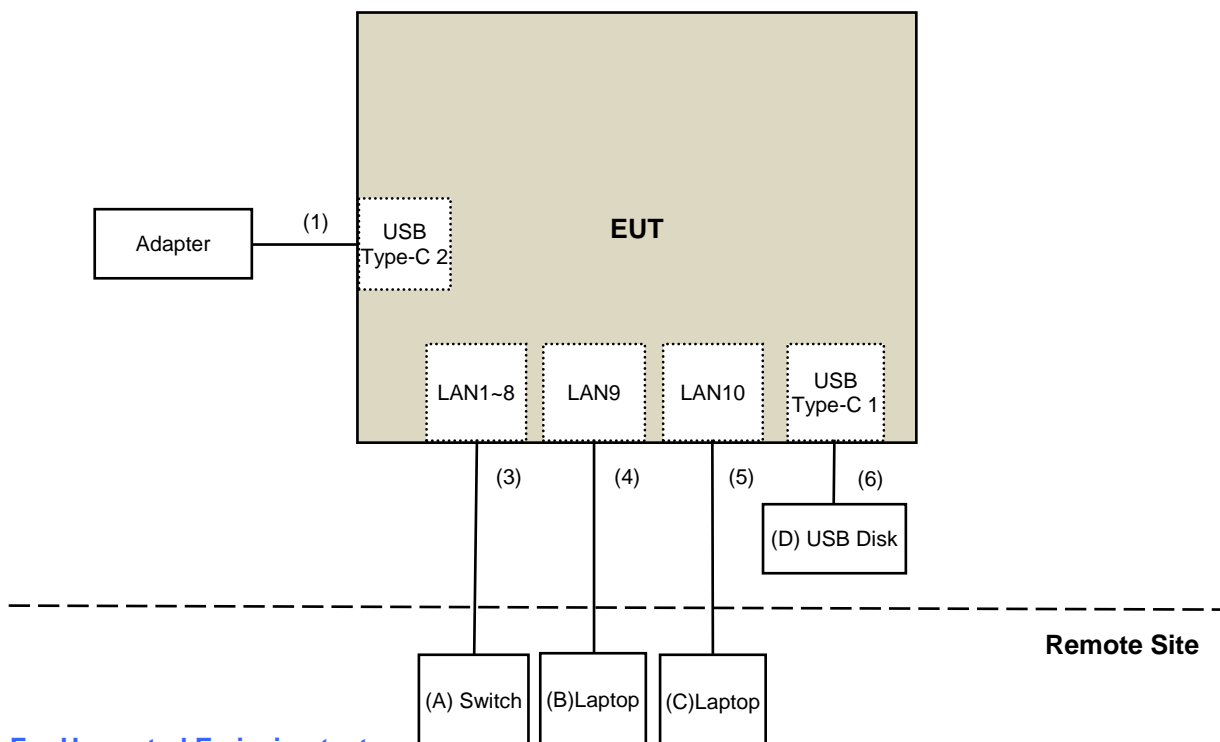 EUT
(1)
Adapter
USB
Type-C 2
LAN1~8
LAN9
LAN10
USB
Type-C 1
(3)
(4)
(5)
(6)
(D) USB Disk
Remote Site
(A) Switch
(B)Laptop
(C)Laptop